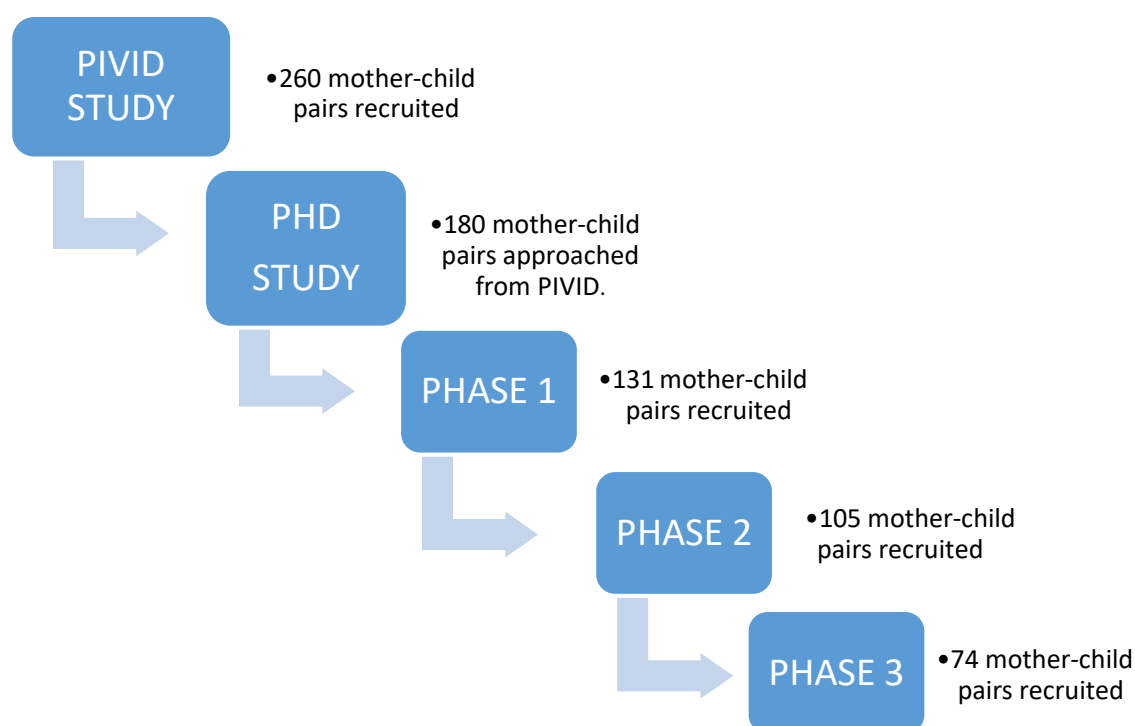 PIVID
STUDY
•260 mother-child
pairs recruited
PHD
STUDY
•180 mother-child
pairs approached
from PIVID.
PHASE 1
•131 mother-child
pairs recruited
PHASE 2
•105 mother-child
pairs recruited
PHASE 3
•74 mother-child
pairs recruited